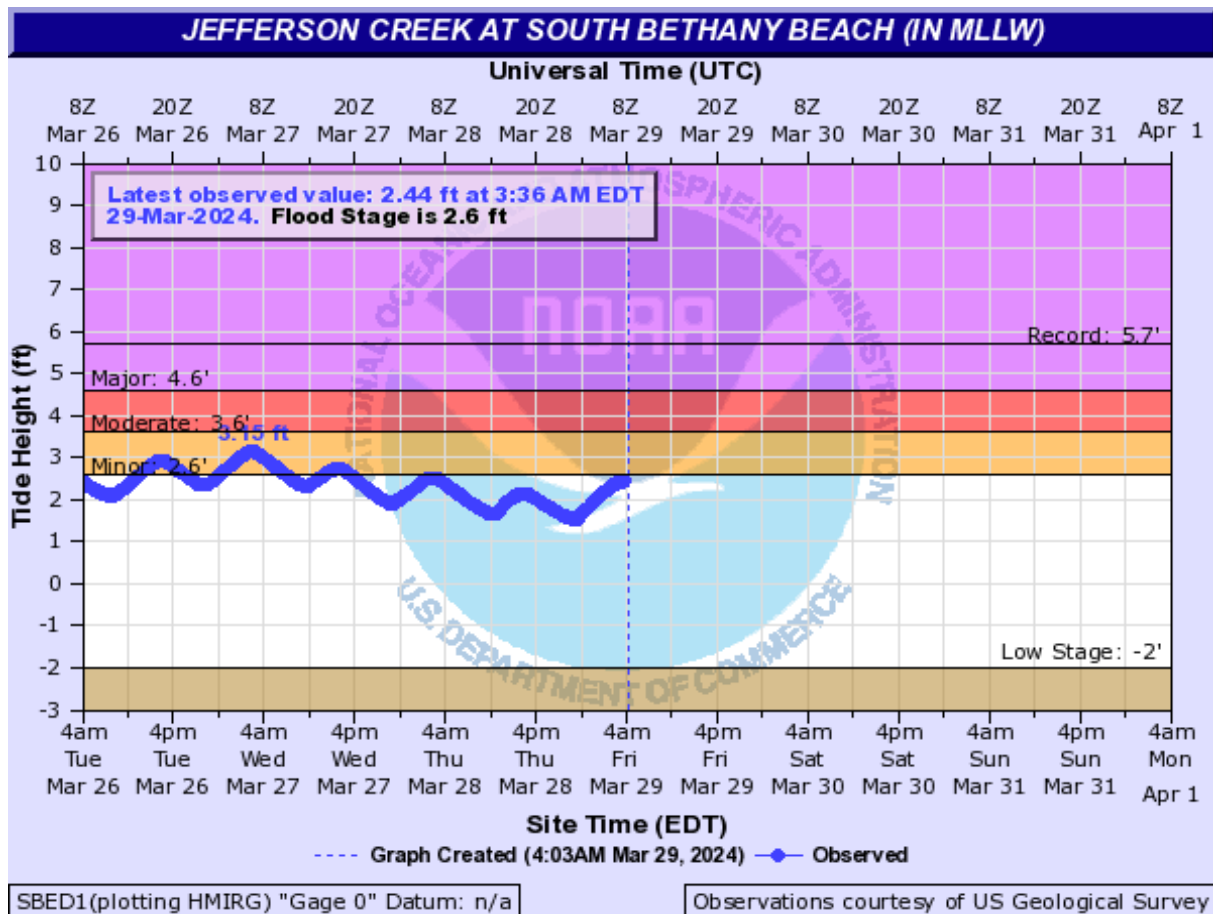 JEFFERSON CREEK AT SOUTH BETHANY BEACH (IN MLLW)
Universal Time (UTC)
8Z 20Z 8Z 20Z 8Z 20Z 8Z 20Z 8Z 20Z 8Z 20Z 8Z
Mar 26 Mar 26 Mar 27 Mar 27 Mar 28 Mar 28 Mar 29 Mar 29 Mar 30 Mar 30 Mar 31 Mar 31 Apr 1
Latest observed value: 2.44 ft at 3:36 AM EDT
29-Mar-2024. Flood Stage is 2.6 ft
NATIONAL OCEANIC AND ATMOSPHERIC ADMINISTRATION
NOAA
U.S. DEPARTMENT OF COMMERCE
Tide Height (ft)
10
9
8
7
6
5
4
3
2
1
0
-1
-2
-3
Record: 5.7'
Major: 4.6'
Moderate: 3.6'
3.15 ft
Minor: 2.6'
Low Stage: -2'
4am 4pm 4am 4pm 4am 4pm 4am 4pm 4am 4pm 4am 4pm 4am
Tue Tue Wed Wed Thu Thu Fri Fri Sat Sat Sun Sun Mon
Mar 26 Mar 26 Mar 27 Mar 27 Mar 28 Mar 28 Mar 29 Mar 29 Mar 30 Mar 30 Mar 31 Mar 31 Apr 1
Site Time (EDT)
Graph Created (4:03AM Mar 29, 2024) Observed
SBED1(plotting HMIRG) "Gage 0" Datum: n/a
Observations courtesy of US Geological Survey